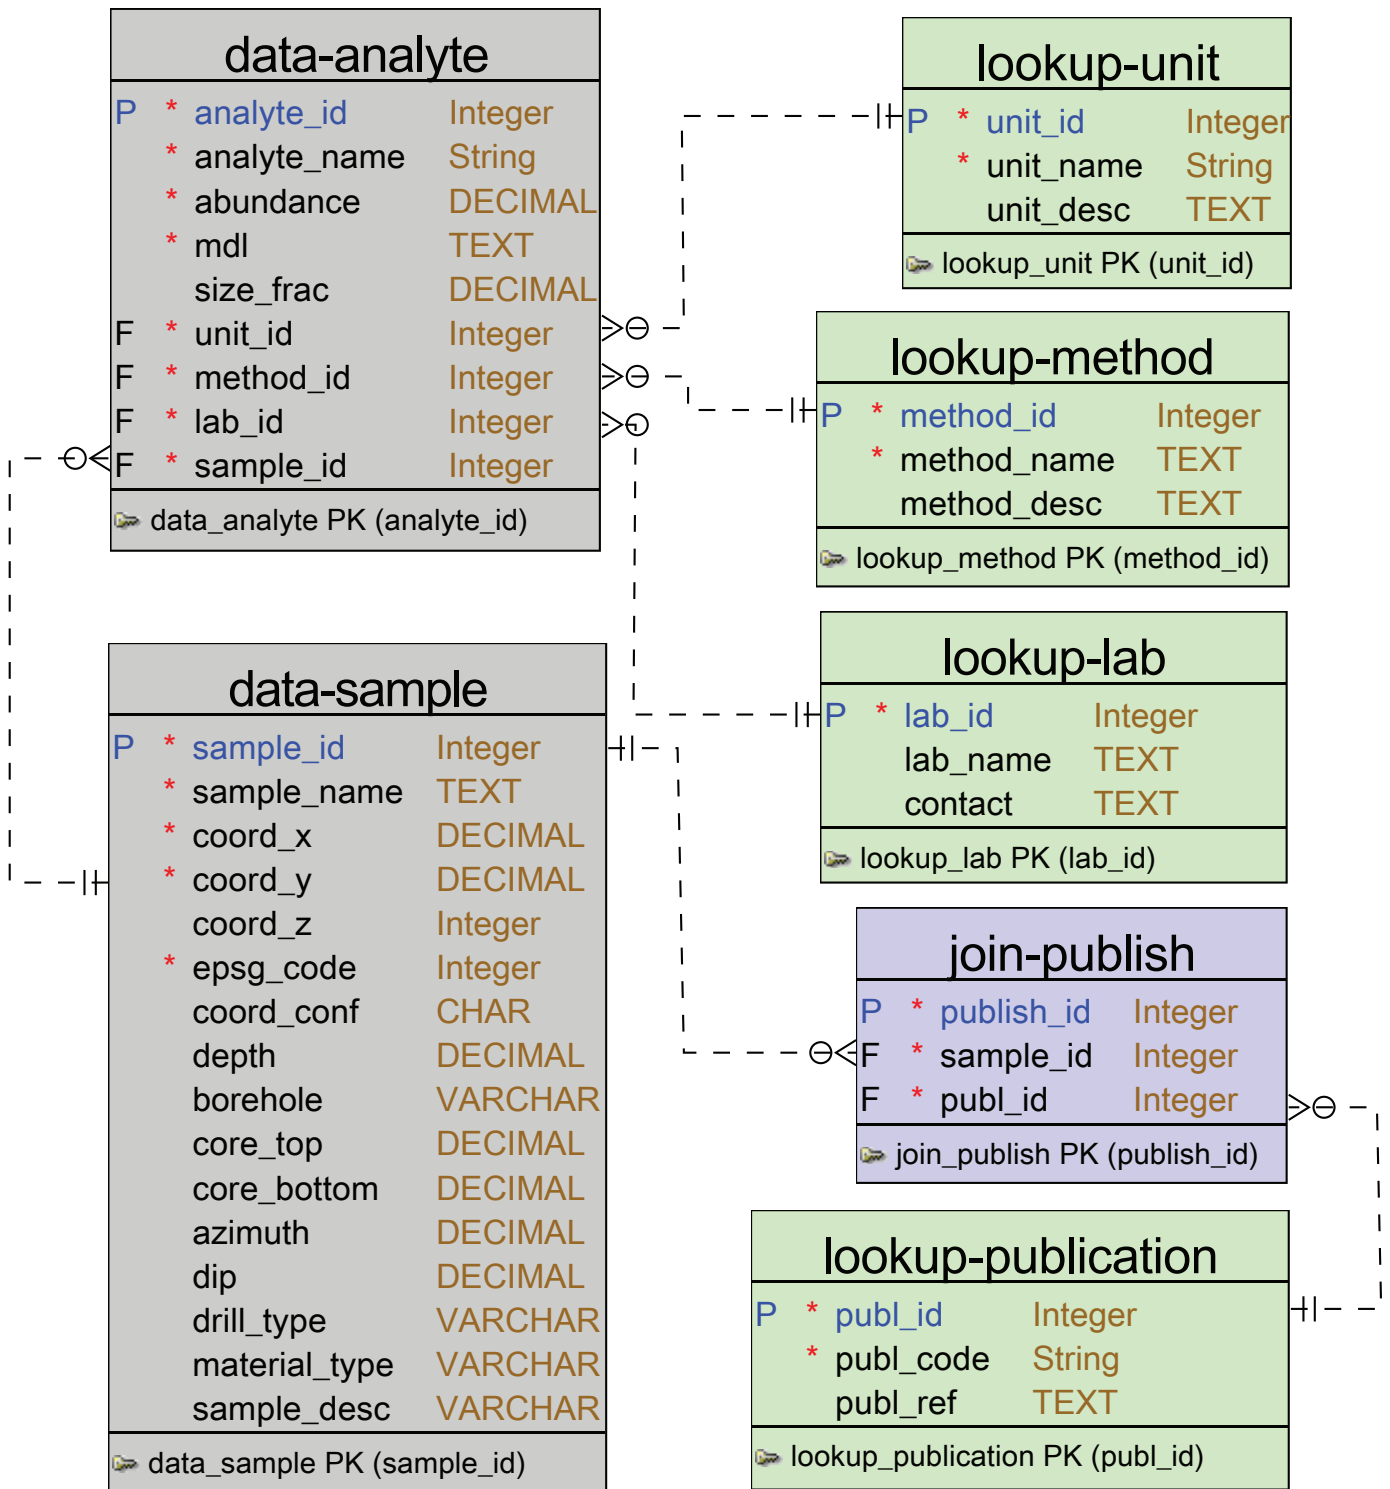 data-analyte
P * analyte_id Integer
* analyte_name String
* abundance DECIMAL
* mdl TEXT
size_frac DECIMAL
F * unit_id Integer
F * method_id Integer
F * lab_id Integer
F * sample_id Integer
data_analyte PK (analyte_id)
lookup-unit
P * unit_id Integer
* unit_name String
unit_desc TEXT
lookup_unit PK (unit_id)
lookup-method
P * method_id Integer
* method_name TEXT
method_desc TEXT
lookup_method PK (method_id)
data-sample
P * sample_id Integer
* sample_name TEXT
* coord_x DECIMAL
* coord_y DECIMAL
coord_z Integer
* epsg_code Integer
coord_conf CHAR
depth DECIMAL
borehole VARCHAR
core_top DECIMAL
core_bottom DECIMAL
azimuth DECIMAL
dip DECIMAL
drill_type VARCHAR
material_type VARCHAR
sample_desc VARCHAR
data_sample PK (sample_id)
lookup-lab
P * lab_id Integer
lab_name TEXT
contact TEXT
lookup_lab PK (lab_id)
join-publish
P * publish_id Integer
F * sample_id Integer
F * publ_id Integer
join_publish PK (publish_id)
lookup-publication
P * publ_id Integer
* publ_code String
publ_ref TEXT
lookup_publication PK (publ_id)